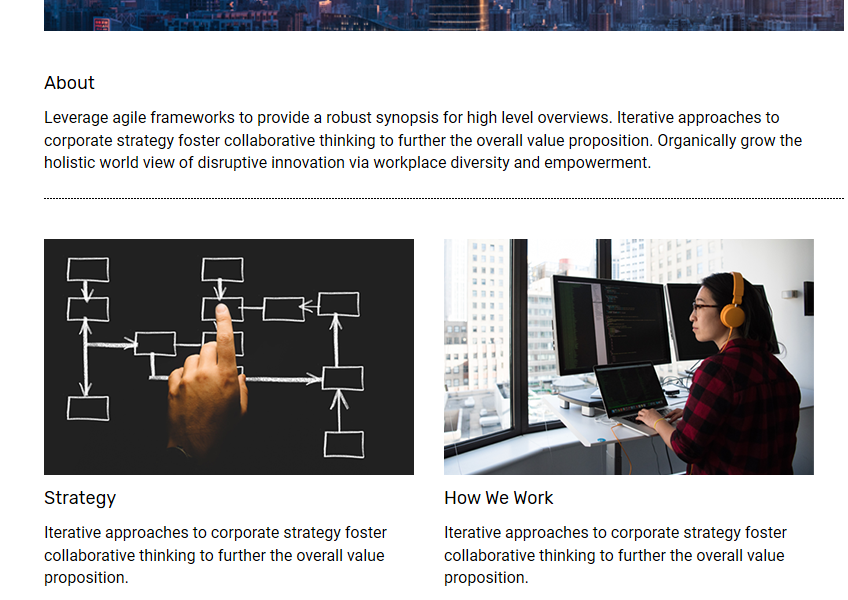 About
Leverage agile frameworks to provide a robust synopsis for high level overviews. Iterative approaches to
corporate strategy foster collaborative thinking to further the overall value proposition. Organically grow the
holistic world view of disruptive innovation via workplace diversity and empowerment.
Strategy
Iterative approaches to corporate strategy foster
collaborative thinking to further the overall value
proposition.
How We Work
Iterative approaches to corporate strategy foster
collaborative thinking to further the overall value
proposition.